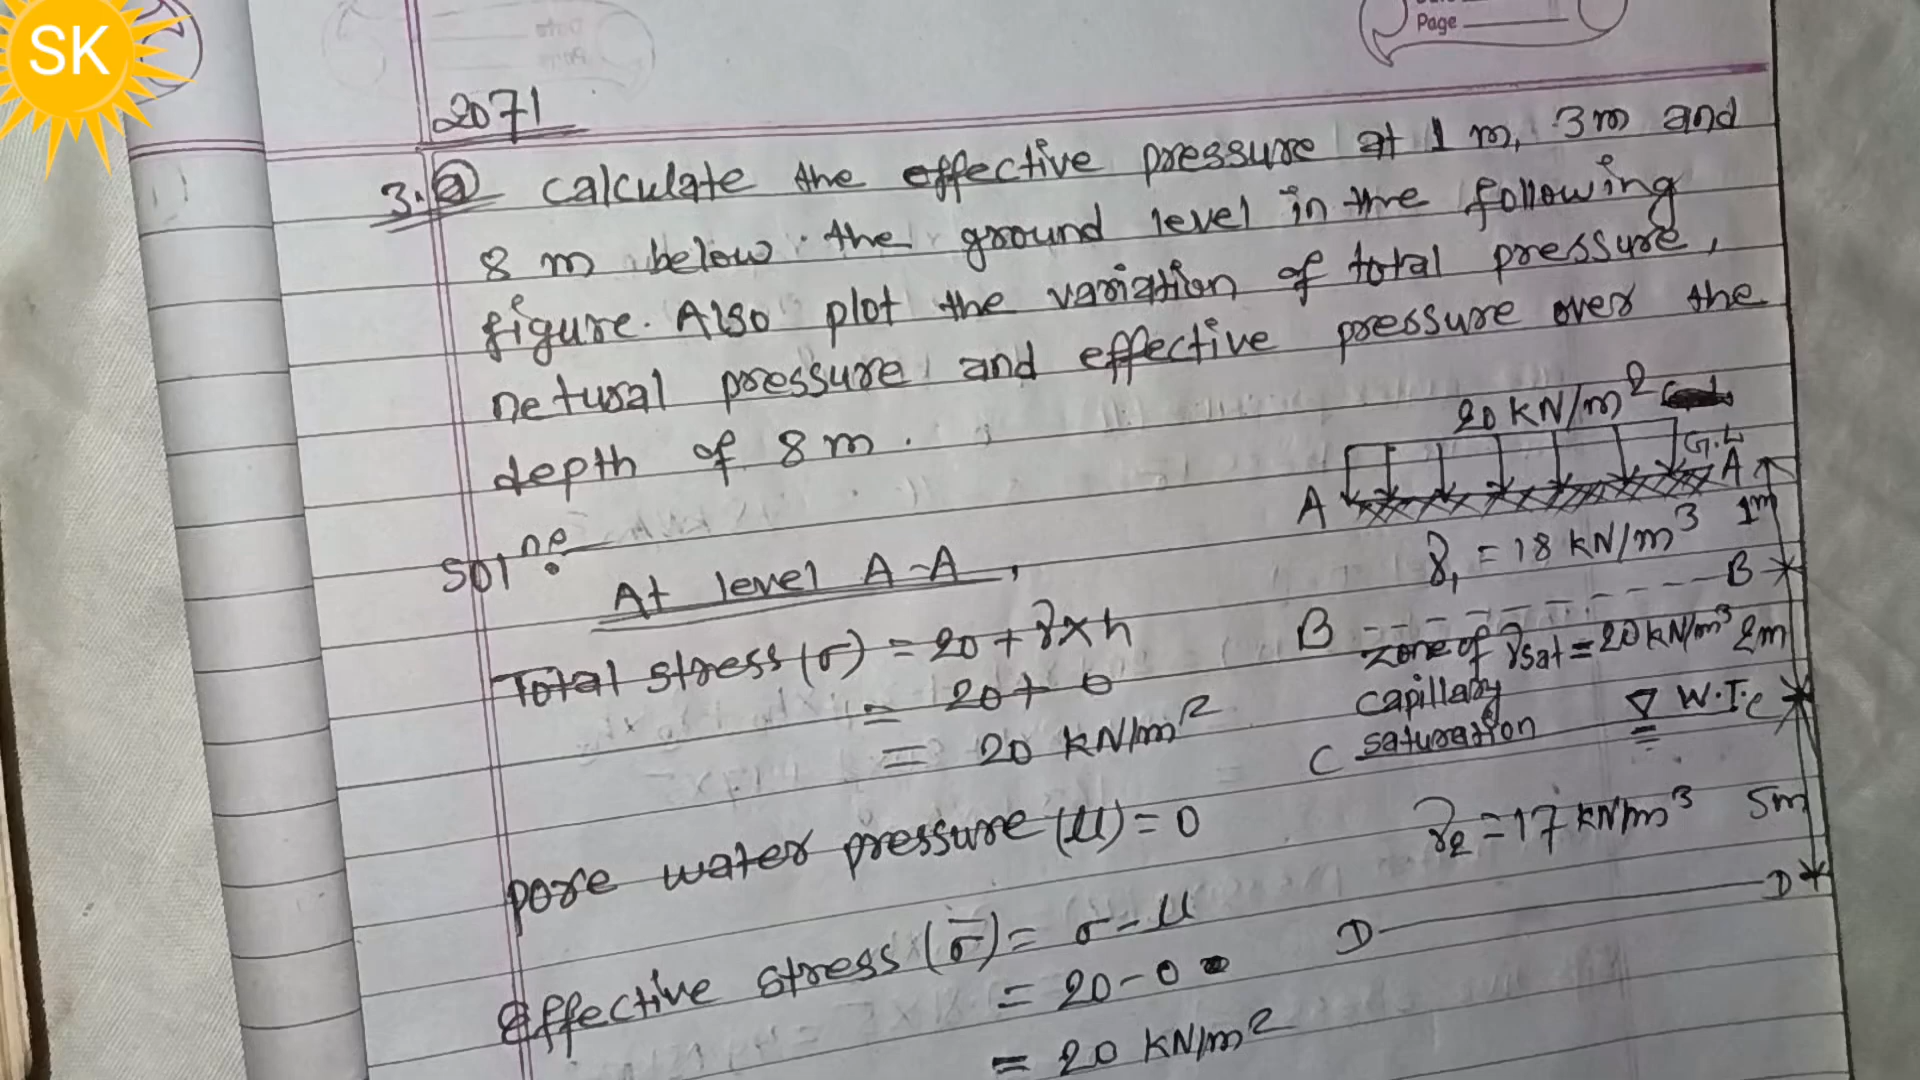 SK
Page
2071
3. (a) calculate the effective pressure at 1 m, 3m and
8 m below the ground level in the following
figure. Also plot the variation of total pressure,
netural pressure and effective pressure over the
depth of 8 m.
20 kN/m²
G.L
A A
1m
γ₁ = 18 kN/m³
B B
zone of γsat = 20 kN/m³ 2m
capillary
saturation
W.T.
C C
γ₂ = 17 kN/m³ 5m
D D
Solne
At level A-A,
Total stress (σ) = 20 + γ×h
= 20 + 0
= 20 kN/m²
pore water pressure (u) = 0
Effective stress (σ̄) = σ - u
= 20 - 0
= 20 kN/m²